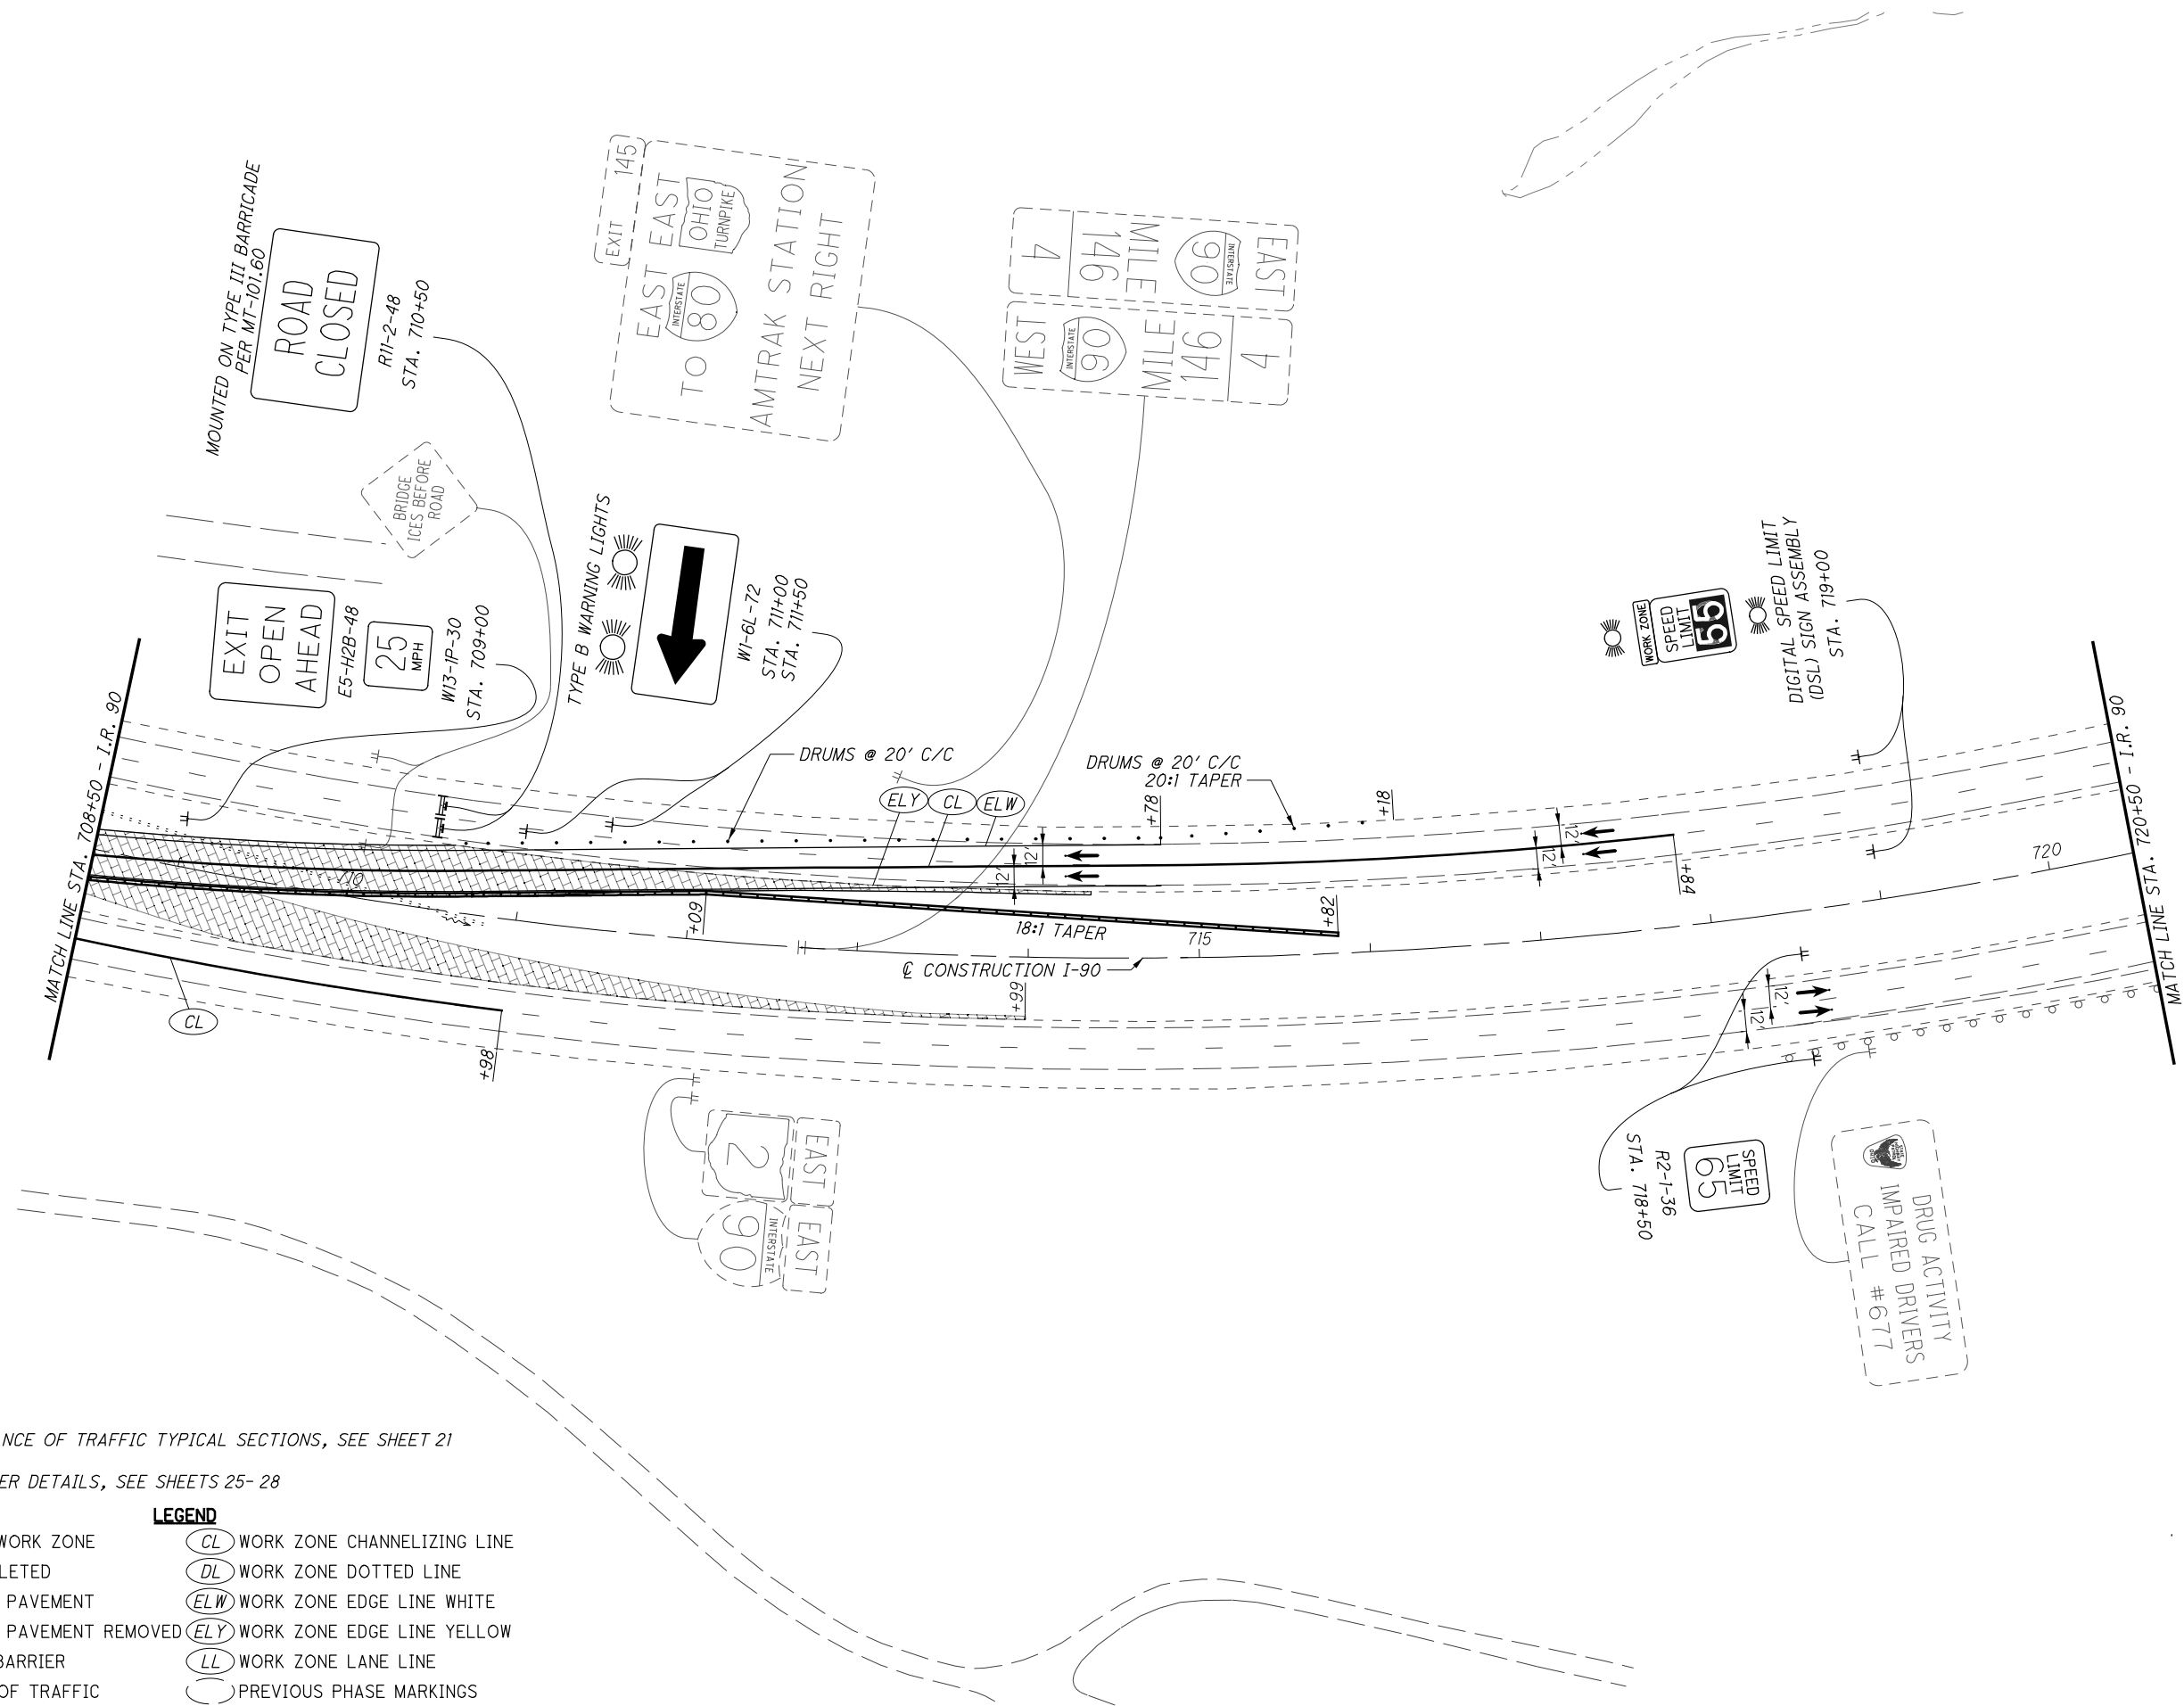 MOUNTED ON TYPE III BARRICADE
PER MT-101.60
ROAD
CLOSED
R11-2-48
STA. 710+50
EXIT 145
EAST EAST
OHIO
TURNPIKE
TO INTERSTATE 80
AMTRAK STATION
NEXT RIGHT
EAST
INTERSTATE
90
MILE
146
4
WEST
INTERSTATE
90
MILE
146
4
BRIDGE
ICES BEFORE
ROAD
EXIT
OPEN
AHEAD
E5-H2B-48
25
MPH
W13-1P-30
STA. 709+00
TYPE B WARNING LIGHTS
W1-6L-72
STA. 711+00
STA. 711+50
WORK ZONE
SPEED
LIMIT
55
DIGITAL SPEED LIMIT
(DSL) SIGN ASSEMBLY
STA. 719+00
MATCH LINE STA. 708+50 - I.R. 90
DRUMS @ 20' C/C
DRUMS @ 20' C/C
20:1 TAPER
ELY
CL
ELW
+78
+18
12'
12'
12'
12'
+84
720
710
+09
18:1 TAPER
715
+82
℄ CONSTRUCTION I-90
+99
CL
+98
12'
12'
MATCH LINE STA. 720+50 - I.R. 90
EAST
2
EAST
INTERSTATE
90
SPEED
LIMIT
65
R2-1-36
STA. 718+50
DRUG ACTIVITY
IMPAIRED DRIVERS
CALL #677
NCE OF TRAFFIC TYPICAL SECTIONS, SEE SHEET 21
ER DETAILS, SEE SHEETS 25-28
LEGEND
WORK ZONE
CL WORK ZONE CHANNELIZING LINE
LETED
DL WORK ZONE DOTTED LINE
PAVEMENT
ELW WORK ZONE EDGE LINE WHITE
PAVEMENT REMOVED
ELY WORK ZONE EDGE LINE YELLOW
BARRIER
LL WORK ZONE LANE LINE
OF TRAFFIC
PREVIOUS PHASE MARKINGS